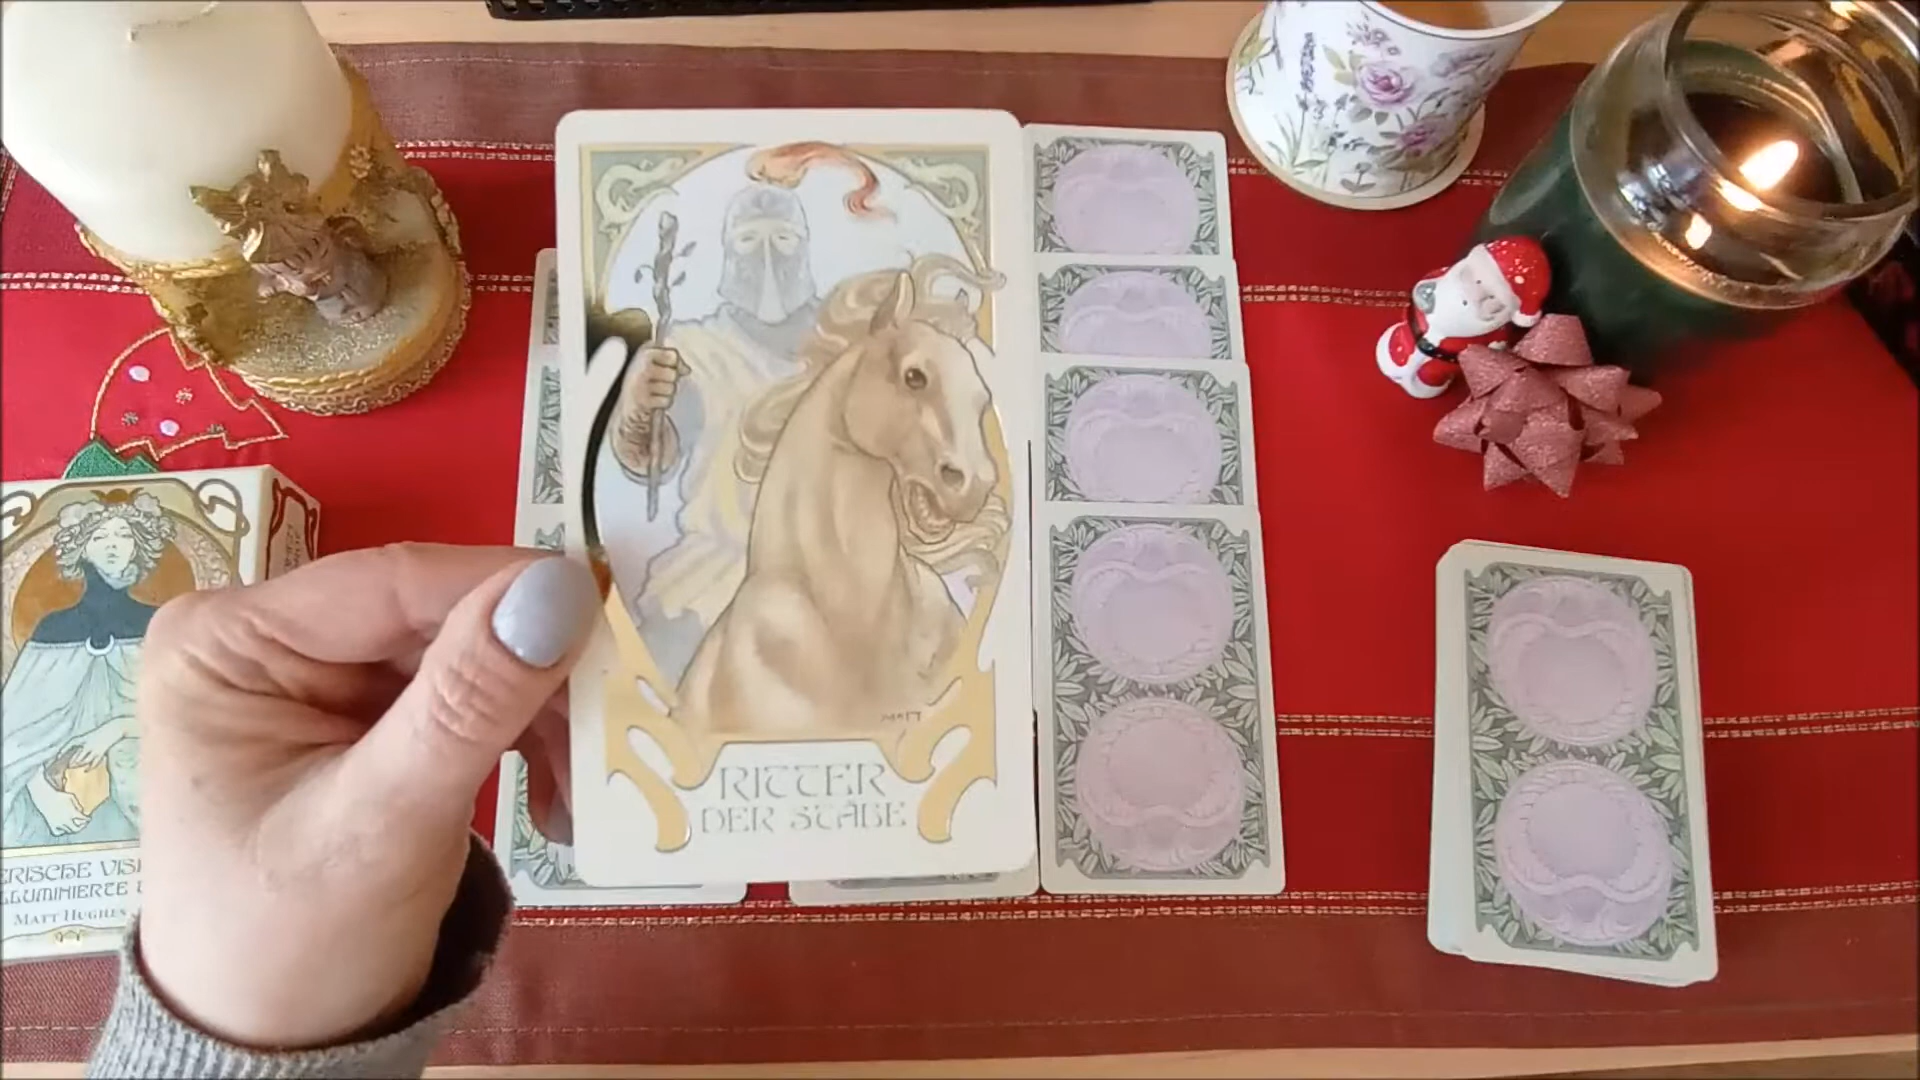 MATT
RITTER
DER STÄBE
ERISCHE VISI
LLUMINIERTE
MATT HUGHES